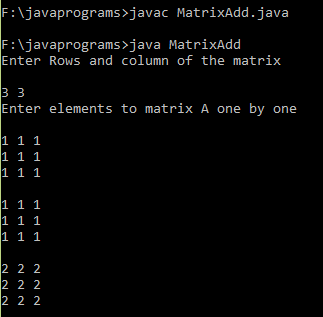 F:\javaprograms>javac MatrixAdd.java
F:\javaprograms>java MatrixAdd
Enter Rows and column of the matrix
3 3
Enter elements to matrix A one by one
1 1 1
1 1 1
1 1 1
1 1 1
1 1 1
1 1 1
2 2 2
2 2 2
2 2 2